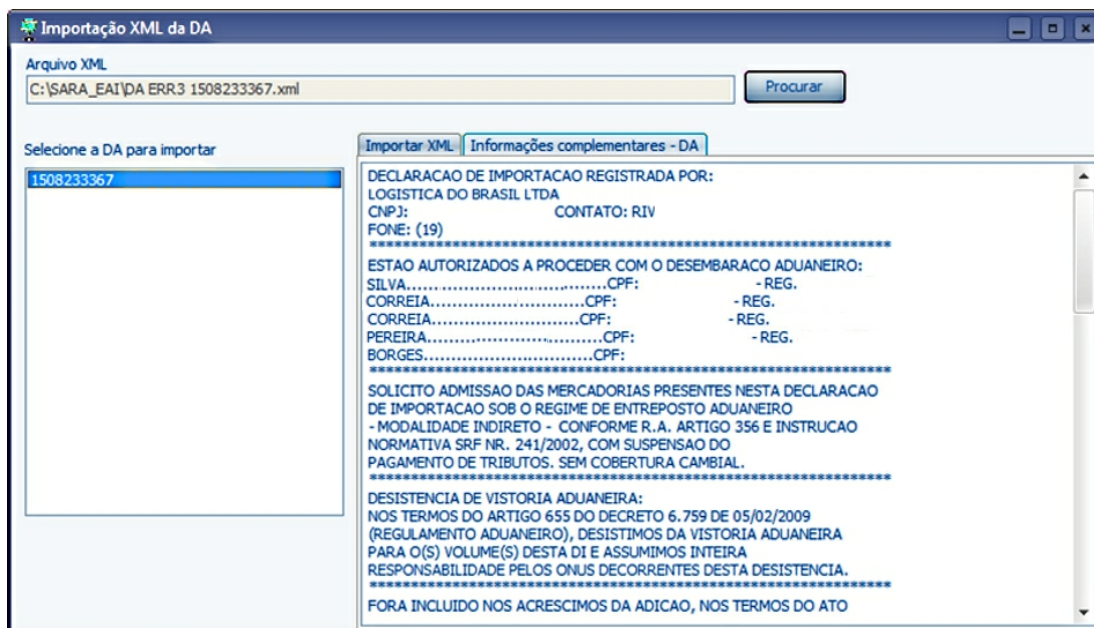 Importação XML da DA
Arquivo XML
C:\SARA_EAI\DA ERR3 1508233367.xml
Procurar
Selecione a DA para importar
1508233367
Importar XML
Informações complementares - DA
DECLARACAO DE IMPORTACAO REGISTRADA POR:
LOGISTICA DO BRASIL LTDA
CNPJ: CONTATO: RIV
FONE: (19)
***************************************************************
ESTAO AUTORIZADOS A PROCEDER COM O DESEMBARACO ADUANEIRO:
SILVA.......................................CPF: - REG.
CORREIA..............................CPF: - REG.
CORREIA.............................CPF: - REG.
PEREIRA...................................CPF: - REG.
BORGES.................................CPF:
***************************************************************
SOLICITO ADMISSAO DAS MERCADORIAS PRESENTES NESTA DECLARACAO
DE IMPORTACAO SOB O REGIME DE ENTREPOSTO ADUANEIRO
- MODALIDADE INDIRETO - CONFORME R.A. ARTIGO 356 E INSTRUCAO
NORMATIVA SRF NR. 241/2002, COM SUSPENSAO DO
PAGAMENTO DE TRIBUTOS. SEM COBERTURA CAMBIAL.
***************************************************************
DESISTENCIA DE VISTORIA ADUANEIRA:
NOS TERMOS DO ARTIGO 655 DO DECRETO 6.759 DE 05/02/2009
(REGULAMENTO ADUANEIRO), DESISTIMOS DA VISTORIA ADUANEIRA
PARA O(S) VOLUME(S) DESTA DI E ASSUMIMOS INTEIRA
RESPONSABILIDADE PELOS ONUS DECORRENTES DESTA DESISTENCIA.
***************************************************************
FORA INCLUIDO NOS ACRESCIMOS DA ADICAO, NOS TERMOS DO ATO